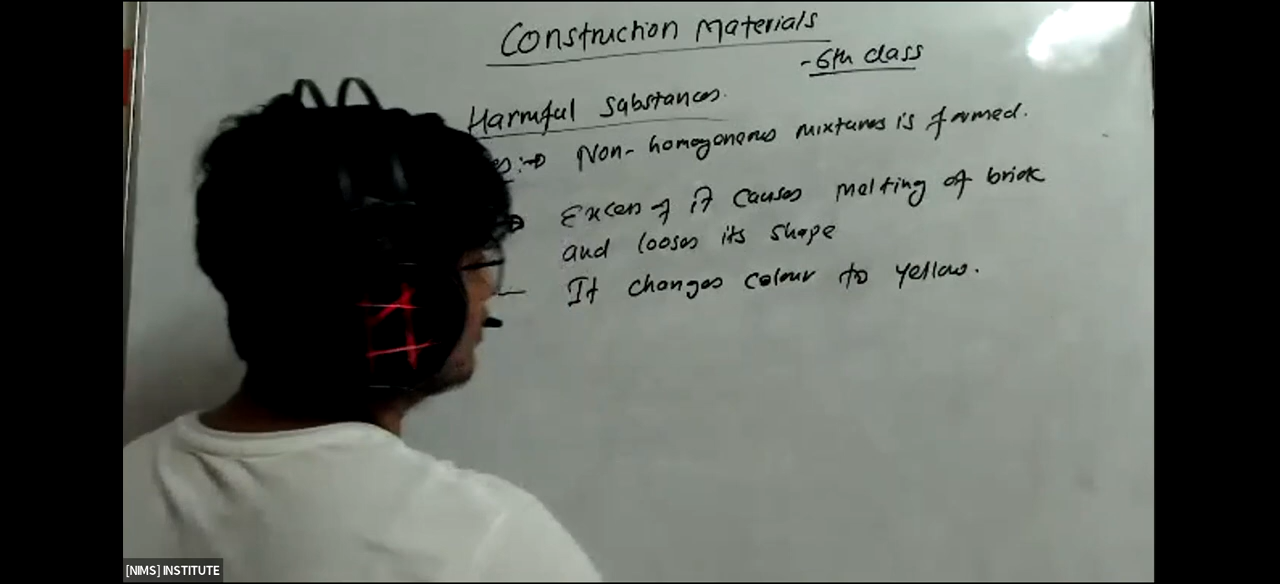 Construction Materials
- 6th class
Harmful Substances.
Non-homogenous mixtures is formed.
Excess of it causes melting of brick
and looses its shape
It changes colour to yellow.
[NIMS] INSTITUTE